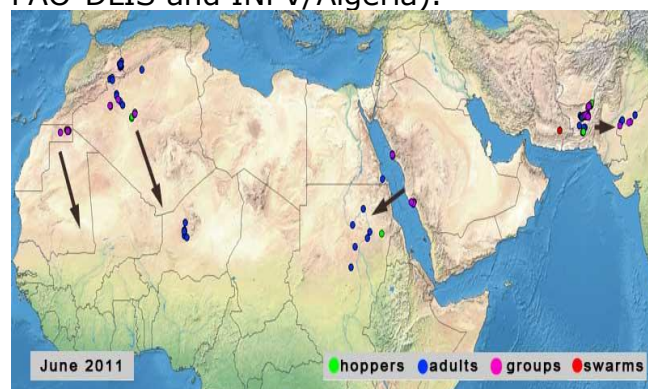 FAO-DLIS and INPV/Algeria).
June 2011
hoppers adults groups swarms